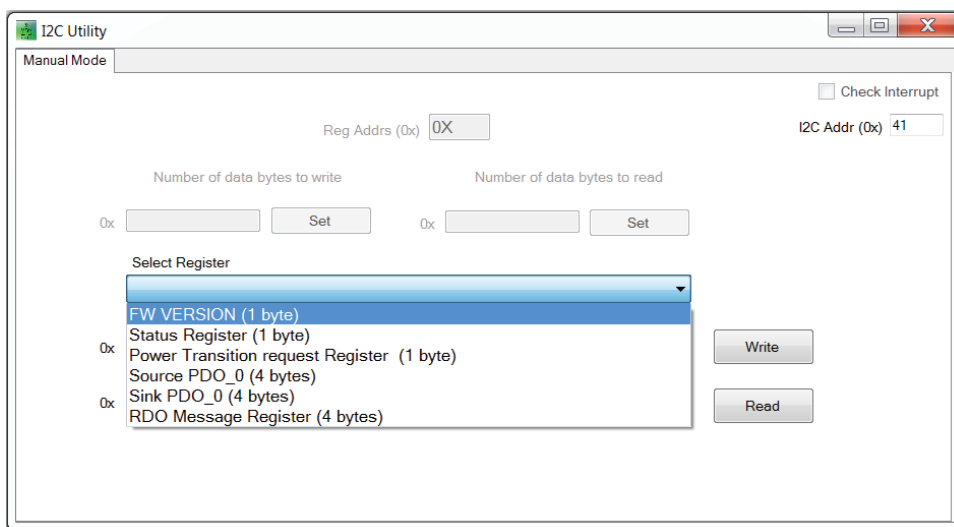 I2C Utility
Manual Mode
Check Interrupt
Reg Addrs (0x) 0X
I2C Addr (0x) 41
Number of data bytes to write
Number of data bytes to read
0x Set 0x Set
Select Register
FW VERSION (1 byte)
Status Register (1 byte)
0x Write
Power Transition request Register  (1 byte)
Source PDO_0 (4 bytes)
Sink PDO_0 (4 bytes)
0x Read
RDO Message Register (4 bytes)